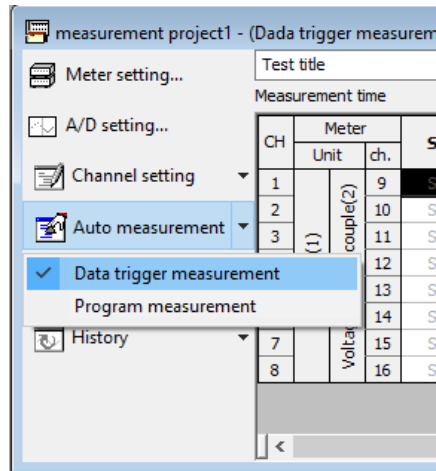 measurement project1 - (Dada trigger measurem
Meter setting...
Test title
Measurement time
A/D setting...
CH Meter S
Unit ch.
Channel setting
1 9 S
2 10 S
Auto measurement
3 11 S
(1) couple(2)
12 S
Data trigger measurement
13 S
Program measurement
14 S
History
7 15 S
Volta
8 16 S
<